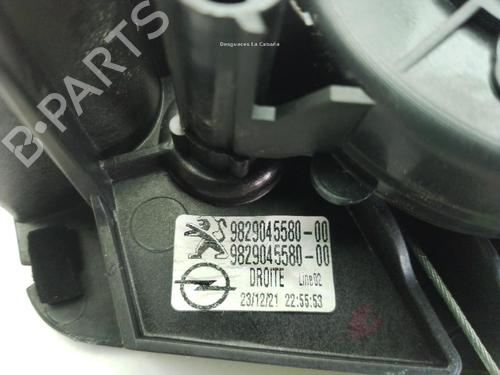 Desguaces La Cabaña
B-PARTS
9829045580-00
9829045580-00
DROITE Line02
23/12/21 22:55:53